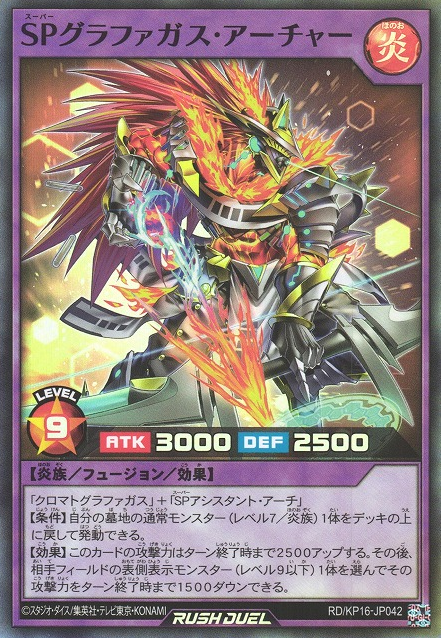 スーパー
SPグラファガス・アーチャー
ほのお
炎
LEVEL
9
ATK 3000 DEF 2500
【炎族／フュージョン／効果】
「クロマトグラファガス」+「SPアシスタント・アーチ」
【条件】自分の墓地の通常モンスター(レベル7／炎族)1体をデッキの上
に戻して発動できる。
【効果】このカードの攻撃力はターン終了時まで2500アップする。その後、
相手フィールドの表側表示モンスター(レベル9以下)1体を選んでその
攻撃力をターン終了時まで1500ダウンできる。
©スタジオ・ダイス/集英社・テレビ東京・KONAMI
RUSH DUEL
RD/KP16-JP042